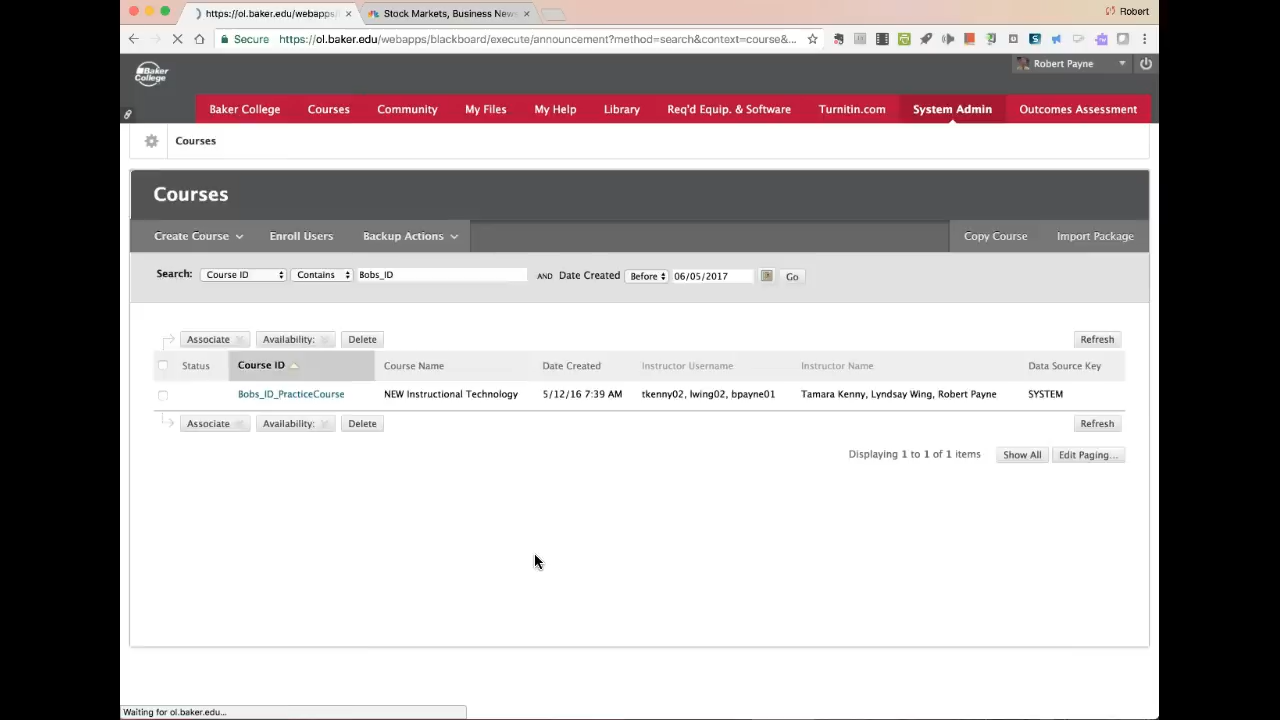 https://ol.baker.edu/webapps/
Stock Markets, Business News
Robert
Secure https://ol.baker.edu/webapps/blackboard/execute/announcement?method=search&context=course&...
Baker College
Robert Payne
Baker College Courses Community My Files My Help Library Req'd Equip. & Software Turnitin.com System Admin Outcomes Assessment
Courses
Courses
Create Course Enroll Users Backup Actions Copy Course Import Package
Search: Course ID Contains Bobs_ID AND Date Created Before 06/05/2017 Go
Associate Availability: Delete Refresh
Status Course ID Course Name Date Created Instructor Username Instructor Name Data Source Key
Bobs_ID_PracticeCourse NEW Instructional Technology 5/12/16 7:39 AM tkenny02, lwing02, bpayne01 Tamara Kenny, Lyndsay Wing, Robert Payne SYSTEM
Associate Availability: Delete Refresh
Displaying 1 to 1 of 1 items Show All Edit Paging...
Waiting for ol.baker.edu...